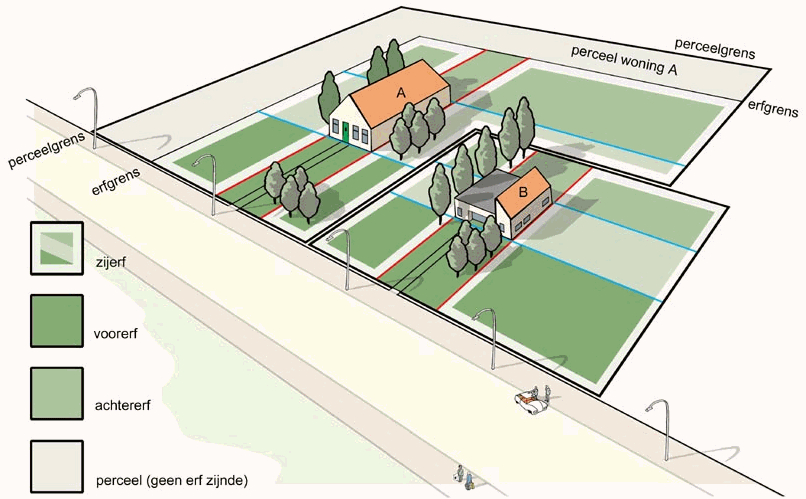 perceelgrens
perceel woning A
erfgrens
A
B
perceelgrens
erfgrens
zijerf
voorerf
achtererf
perceel (geen erf zijnde)